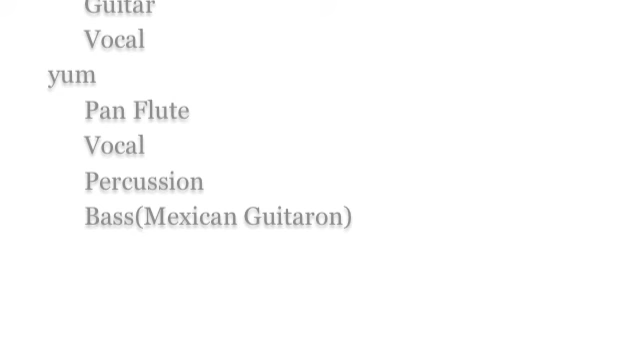 Guitar
Vocal
yum
Pan Flute
Vocal
Percussion
Bass(Mexican Guitaron)